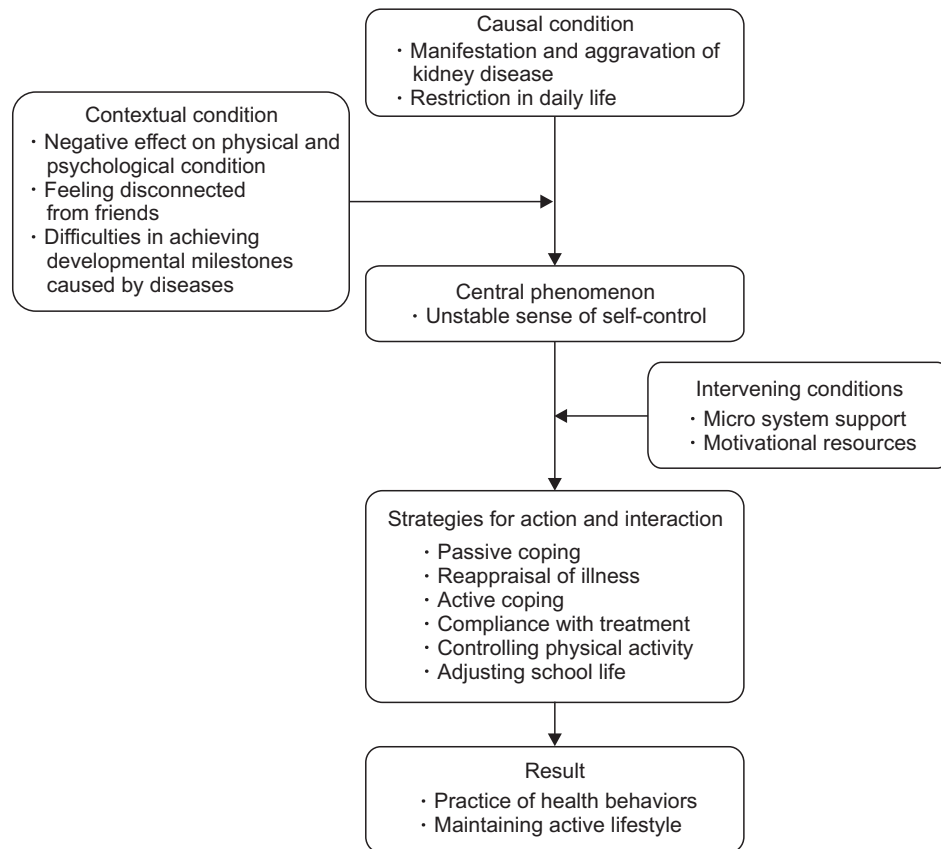 Causal condition
· Manifestation and aggravation of
kidney disease
· Restriction in daily life
Contextual condition
· Negative effect on physical and
psychological condition
· Feeling disconnected
from friends
· Difficulties in achieving
developmental milestones
caused by diseases
Central phenomenon
· Unstable sense of self-control
Intervening conditions
· Micro system support
· Motivational resources
Strategies for action and interaction
· Passive coping
· Reappraisal of illness
· Active coping
· Compliance with treatment
· Controlling physical activity
· Adjusting school life
Result
· Practice of health behaviors
· Maintaining active lifestyle